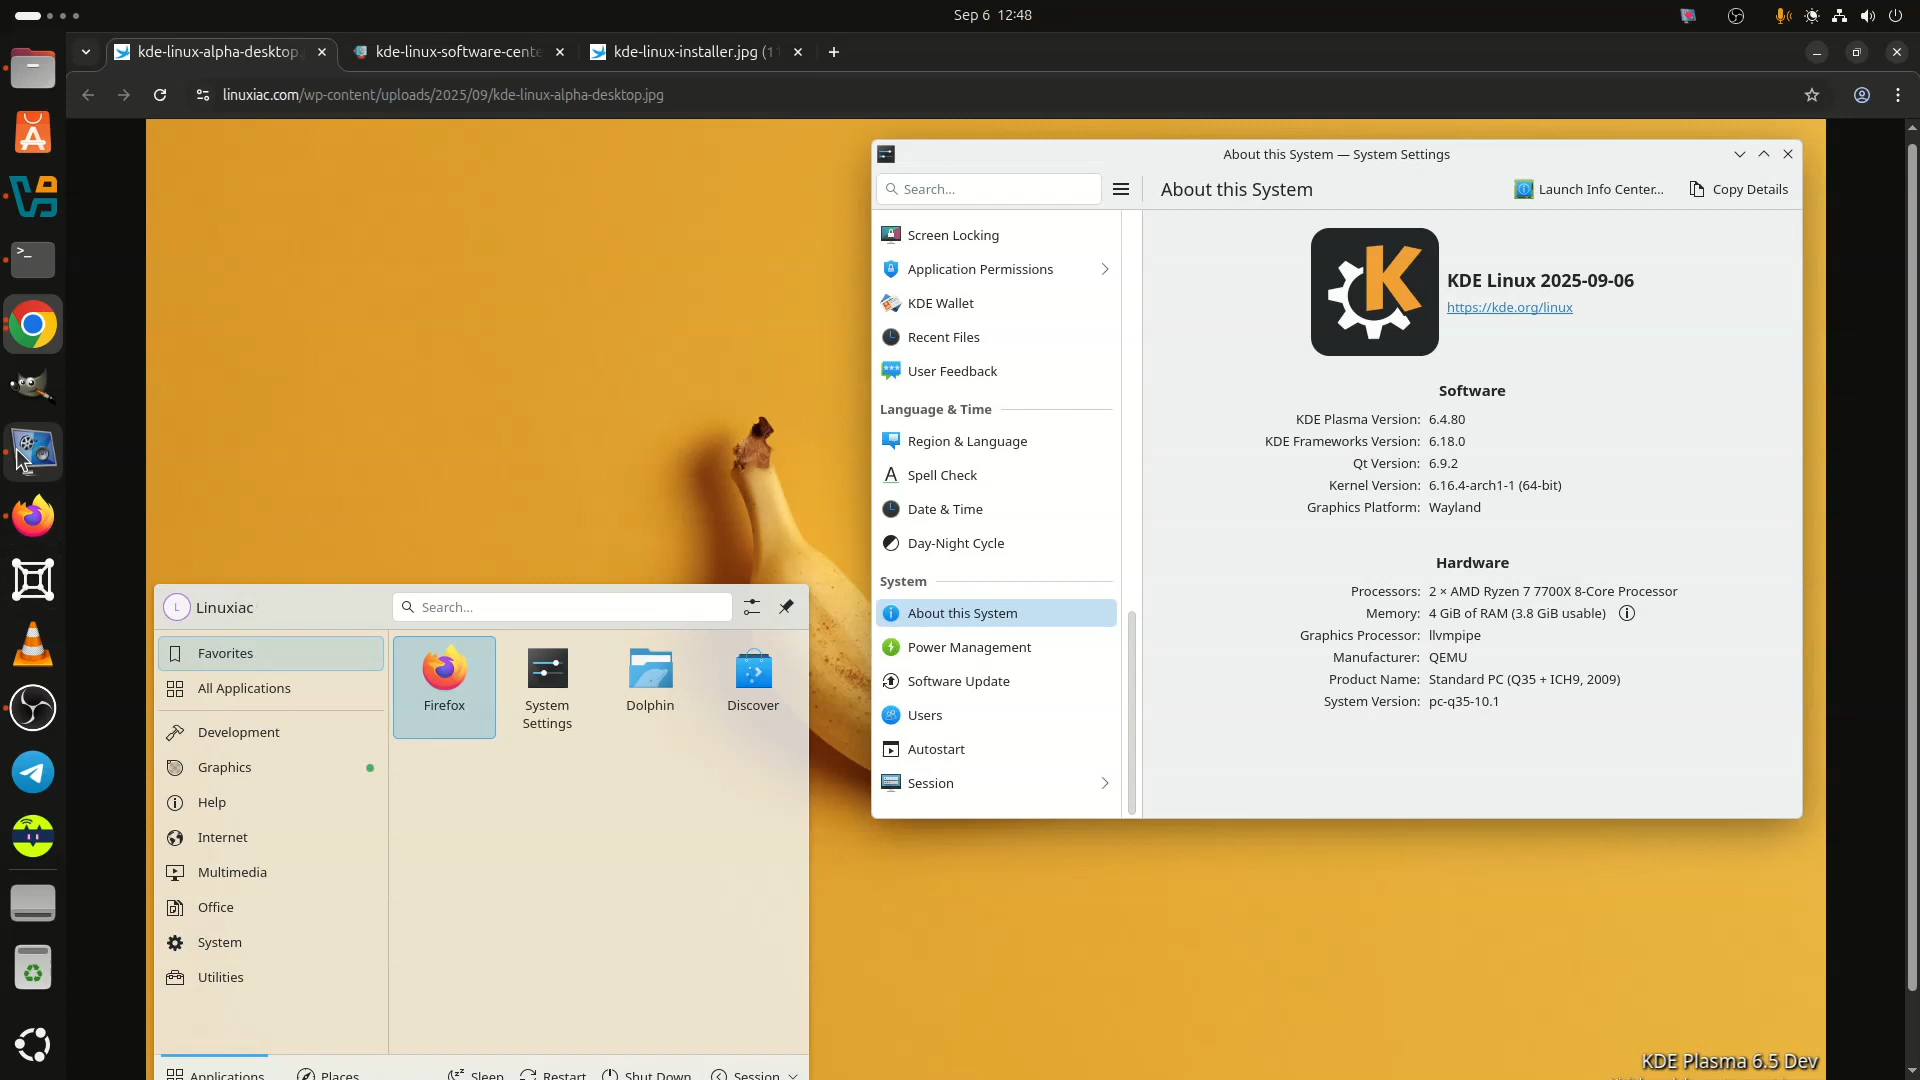 Sep 6 12:48
kde-linux-alpha-desktop.
kde-linux-software-cente
kde-linux-installer.jpg (1
linuxiac.com/wp-content/uploads/2025/09/kde-linux-alpha-desktop.jpg
About this System — System Settings
Search...
About this System
Launch Info Center...
Copy Details
Screen Locking
Application Permissions
KDE Wallet
Recent Files
User Feedback
Language & Time
Region & Language
Spell Check
Date & Time
Day-Night Cycle
System
About this System
Power Management
Software Update
Users
Autostart
Session
KDE Linux 2025-09-06
https://kde.org/linux
Software
KDE Plasma Version: 6.4.80
KDE Frameworks Version: 6.18.0
Qt Version: 6.9.2
Kernel Version: 6.16.4-arch1-1 (64-bit)
Graphics Platform: Wayland
Hardware
Processors: 2 × AMD Ryzen 7 7700X 8-Core Processor
Memory: 4 GiB of RAM (3.8 GiB usable)
Graphics Processor: llvmpipe
Manufacturer: QEMU
Product Name: Standard PC (Q35 + ICH9, 2009)
System Version: pc-q35-10.1
L Linuxiac
Search...
Favorites
All Applications
Development
Graphics
Help
Internet
Multimedia
Office
System
Utilities
Firefox
System
Settings
Dolphin
Discover
Applications
Places
Sleep
Restart
Shut Down
Session
KDE Plasma 6.5 Dev